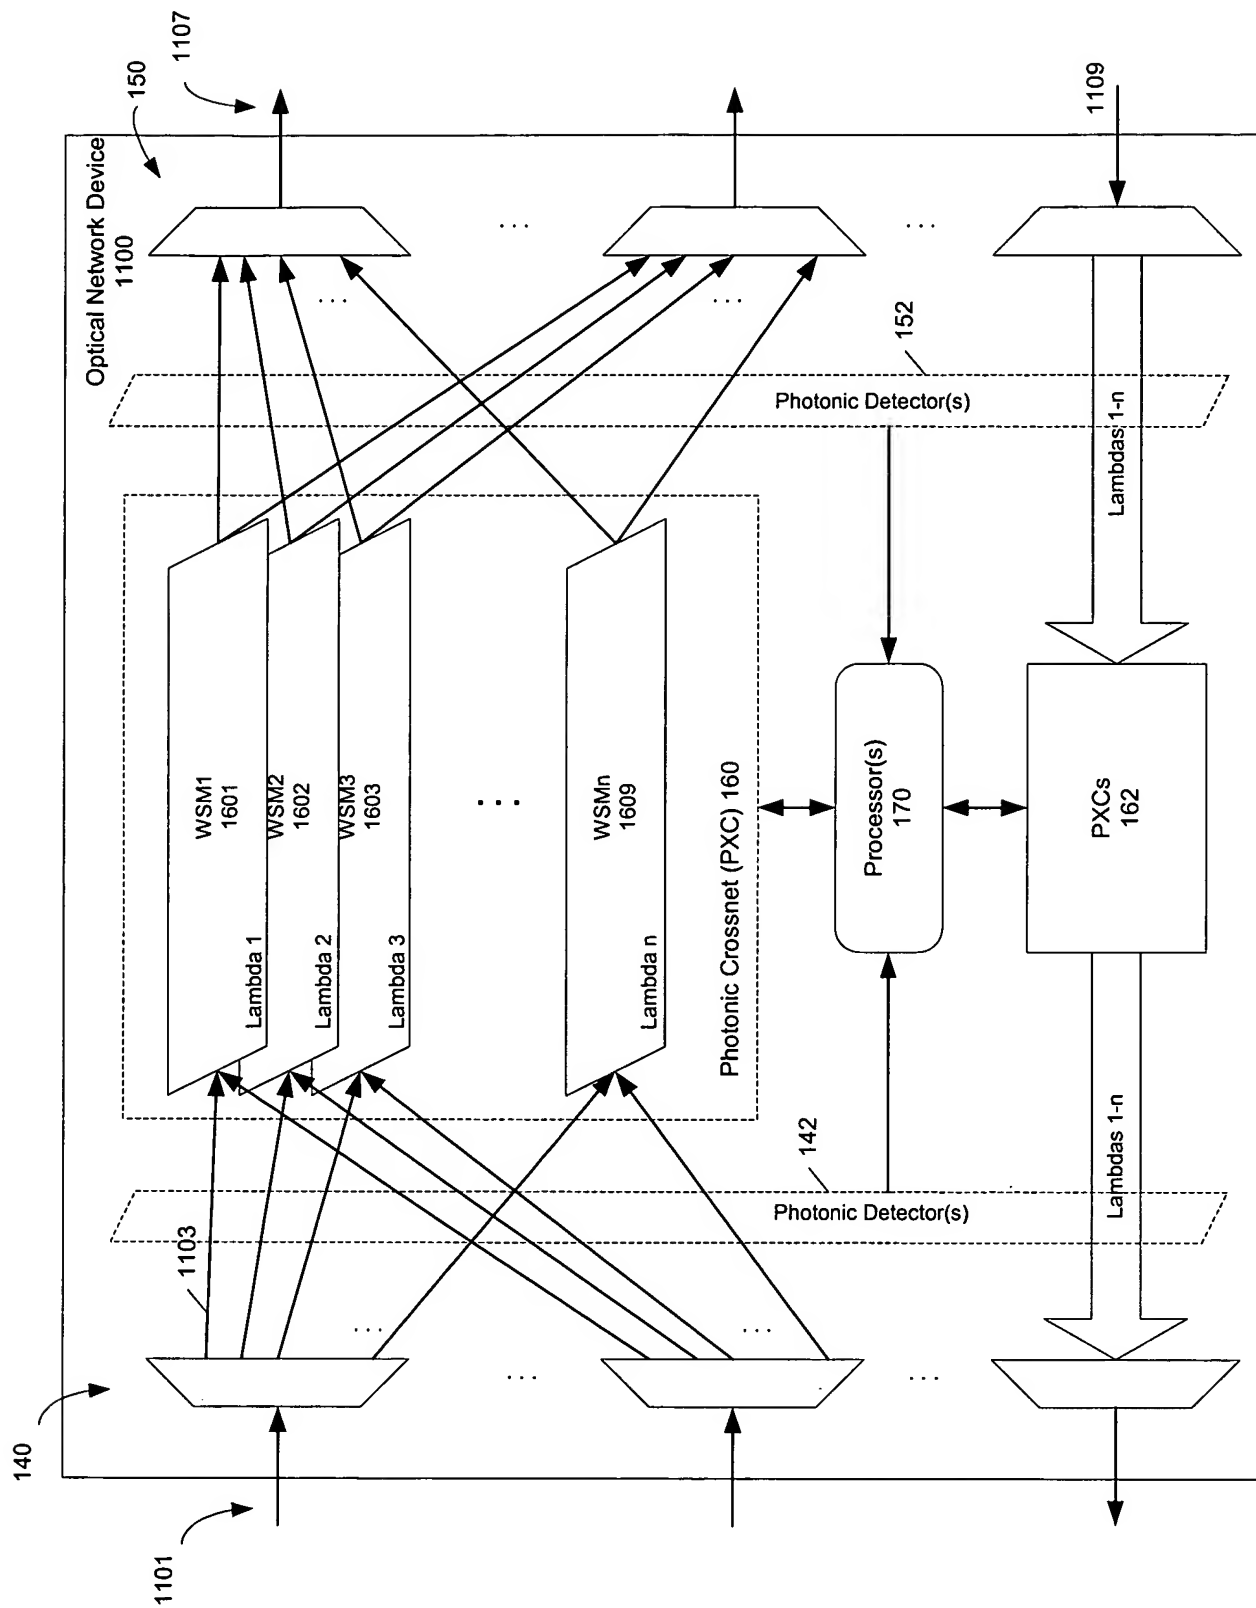 Optical Network Device
1100
140
150
1101
1107
1103
WSM1
1601
Lambda 1
WSM2
1602
Lambda 2
WSM3
1603
Lambda 3
...
WSMn
1609
Lambda n
Photonic Crossnet (PXC) 160
...
...
...
...
...
...
...
...
142
Photonic Detector(s)
152
Photonic Detector(s)
Processor(s)
170
PXCs
162
Lambdas 1-n
Lambdas 1-n
1109